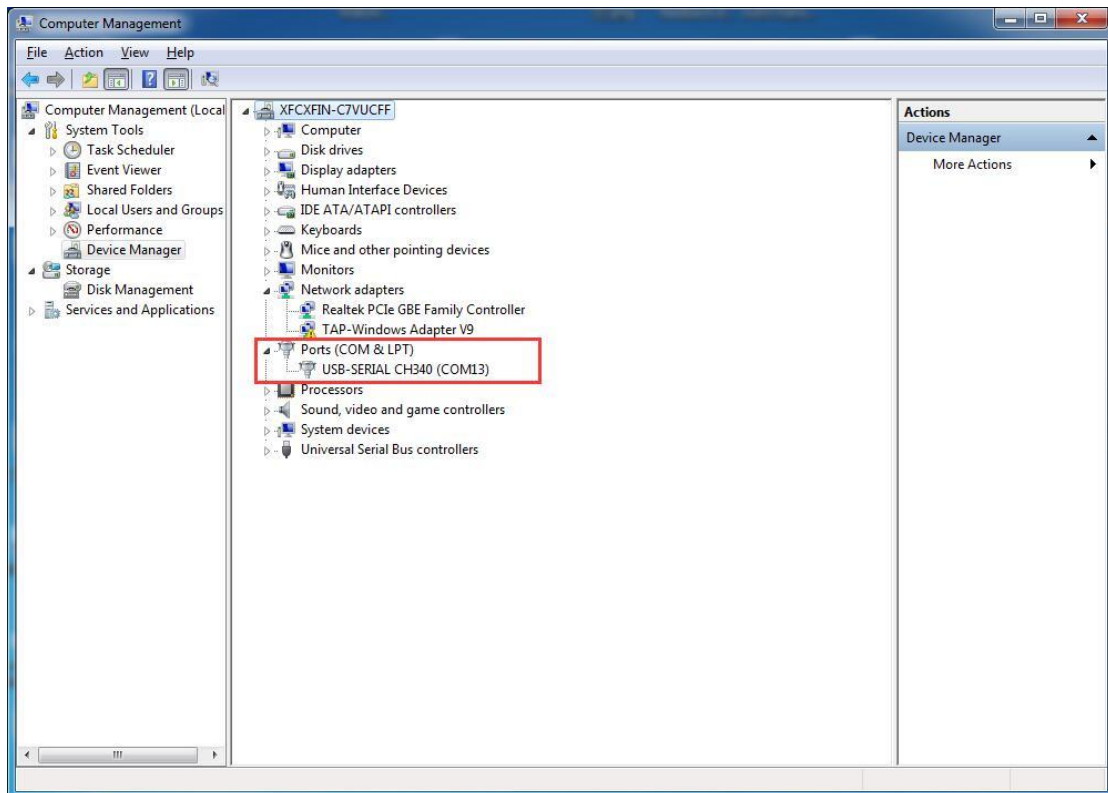 Computer Management
File Action View Help
Computer Management (Local
System Tools
Task Scheduler
Event Viewer
Shared Folders
Local Users and Groups
Performance
Device Manager
Storage
Disk Management
Services and Applications
XFCXFIN-C7VUCFF
Computer
Disk drives
Display adapters
Human Interface Devices
IDE ATA/ATAPI controllers
Keyboards
Mice and other pointing devices
Monitors
Network adapters
Realtek PCIe GBE Family Controller
TAP-Windows Adapter V9
Ports (COM & LPT)
USB-SERIAL CH340 (COM13)
Processors
Sound, video and game controllers
System devices
Universal Serial Bus controllers
Actions
Device Manager
More Actions